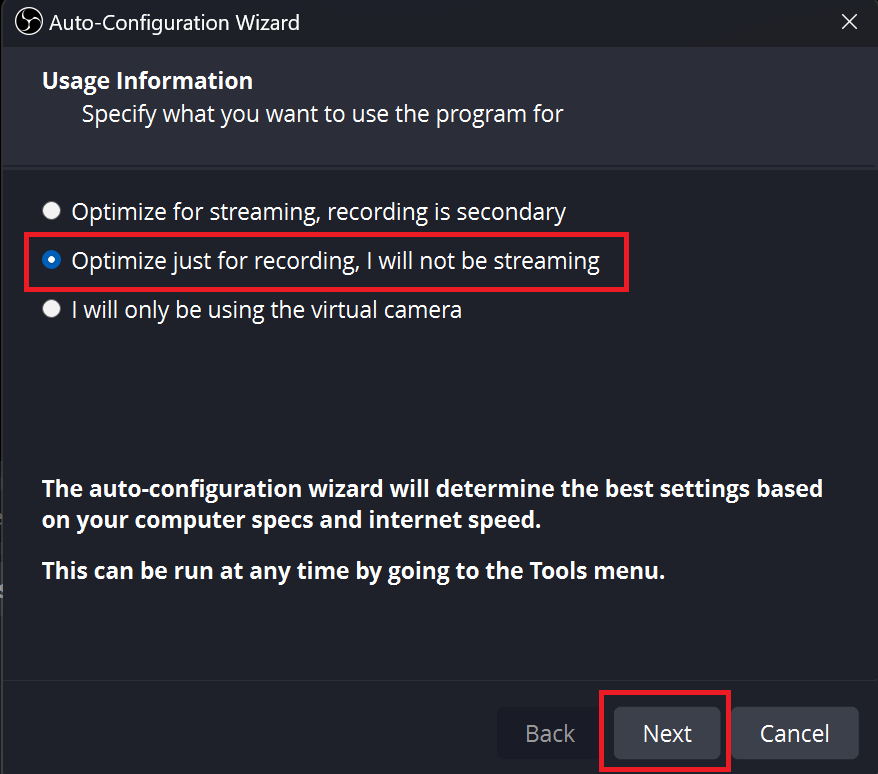 Auto-Configuration Wizard
Usage Information
Specify what you want to use the program for
Optimize for streaming, recording is secondary
Optimize just for recording, I will not be streaming
I will only be using the virtual camera
The auto-configuration wizard will determine the best settings based
on your computer specs and internet speed.
This can be run at any time by going to the Tools menu.
Back Next Cancel